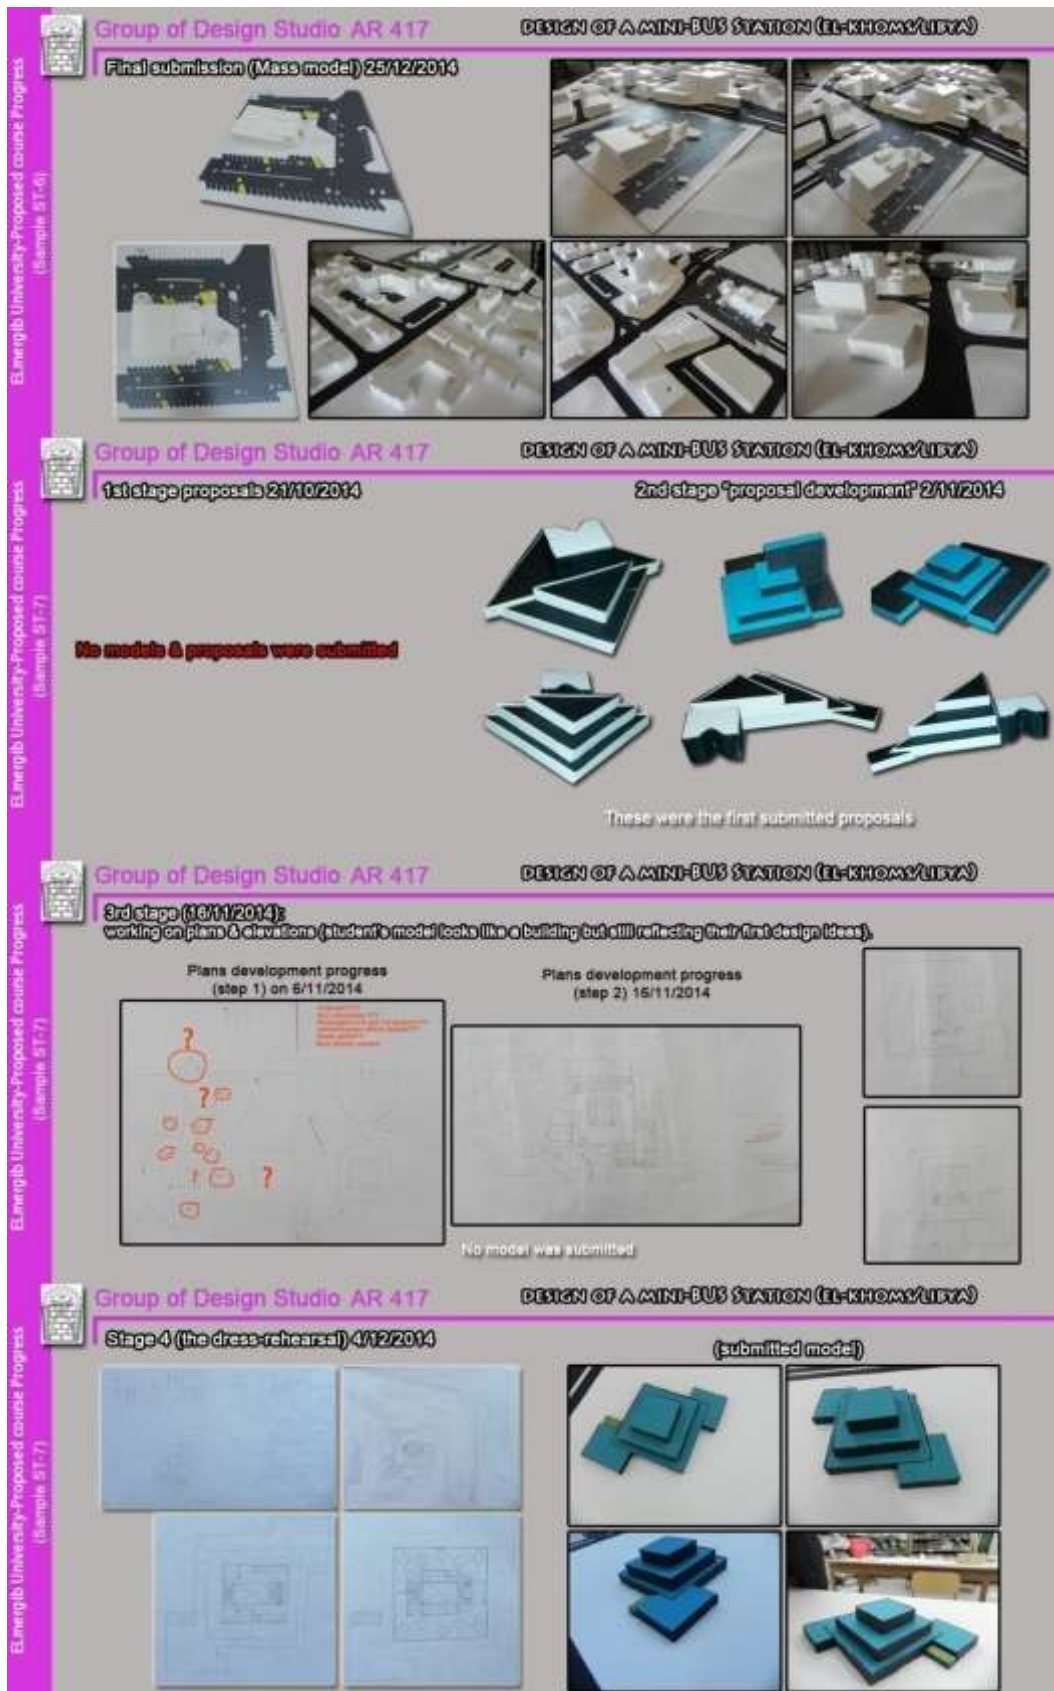 Group of Design Studio AR 417
DESIGN OF A MINI-BUS STATION (EL-KHOMS/LIBYA)
ELmergib University-Proposed course Progress
(Sample ST-6)
Final submission (Mass model) 25/12/2014
Group of Design Studio AR 417
DESIGN OF A MINI-BUS STATION (EL-KHOMS/LIBYA)
ELmergib University-Proposed course Progress
(Sample ST-7)
1st stage proposals 21/10/2014
2nd stage "proposal development" 2/11/2014
No models & proposals were submitted
These were the first submitted proposals
Group of Design Studio AR 417
DESIGN OF A MINI-BUS STATION (EL-KHOMS/LIBYA)
ELmergib University-Proposed course Progress
(Sample ST-7)
3rd stage (16/11/2014):
working on plans & elevations (student's model looks like a building but still reflecting their first design ideas).
Plans development progress
(step 1) on 6/11/2014
Plans development progress
(step 2) 16/11/2014
?
?
?
No model was submitted
Group of Design Studio AR 417
DESIGN OF A MINI-BUS STATION (EL-KHOMS/LIBYA)
ELmergib University-Proposed course Progress
(Sample ST-7)
Stage 4 (the dress-rehearsal) 4/12/2014
(submitted model)